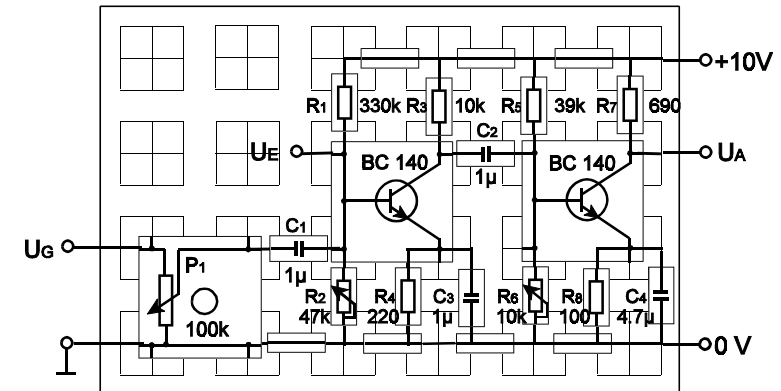 +10V
R1 330k R3 10k R5 39k R7 690
C2
UE BC 140 BC 140 UA
1µ
C1
UG
P1
1µ
R2 R4 C3 R6 R8 C4
47k 220 1µ 10k 100 4.7µ
100k
0 V